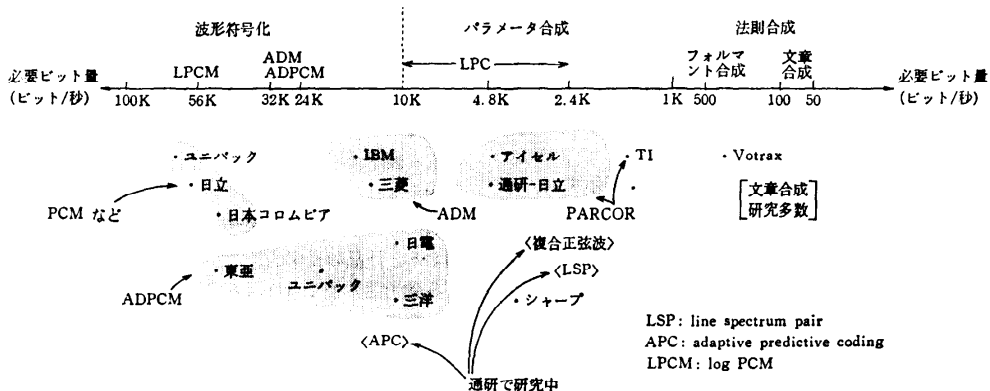 波形符号化
パラメータ合成
法則合成
LPCM
ADM
ADPCM
LPC
フォルマ
ント合成
文章
合成
必要ビット量
(ビット/秒)
100K
56K
32K
24K
10K
4.8K
2.4K
1K
500
100
50
必要ビット量
(ビット/秒)
ユニバック
IBM
アイセル
TI
Votrax
日立
三菱
通研-日立
文章合成
研究多数
PCM など
日本コロムビア
ADM
PARCOR
日電
〈複合正弦波〉
東亜
〈LSP〉
ADPCM
ユニバック
三洋
シャープ
〈APC〉
通研で研究中
LSP: line spectrum pair
APC: adaptive predictive coding
LPCM: log PCM